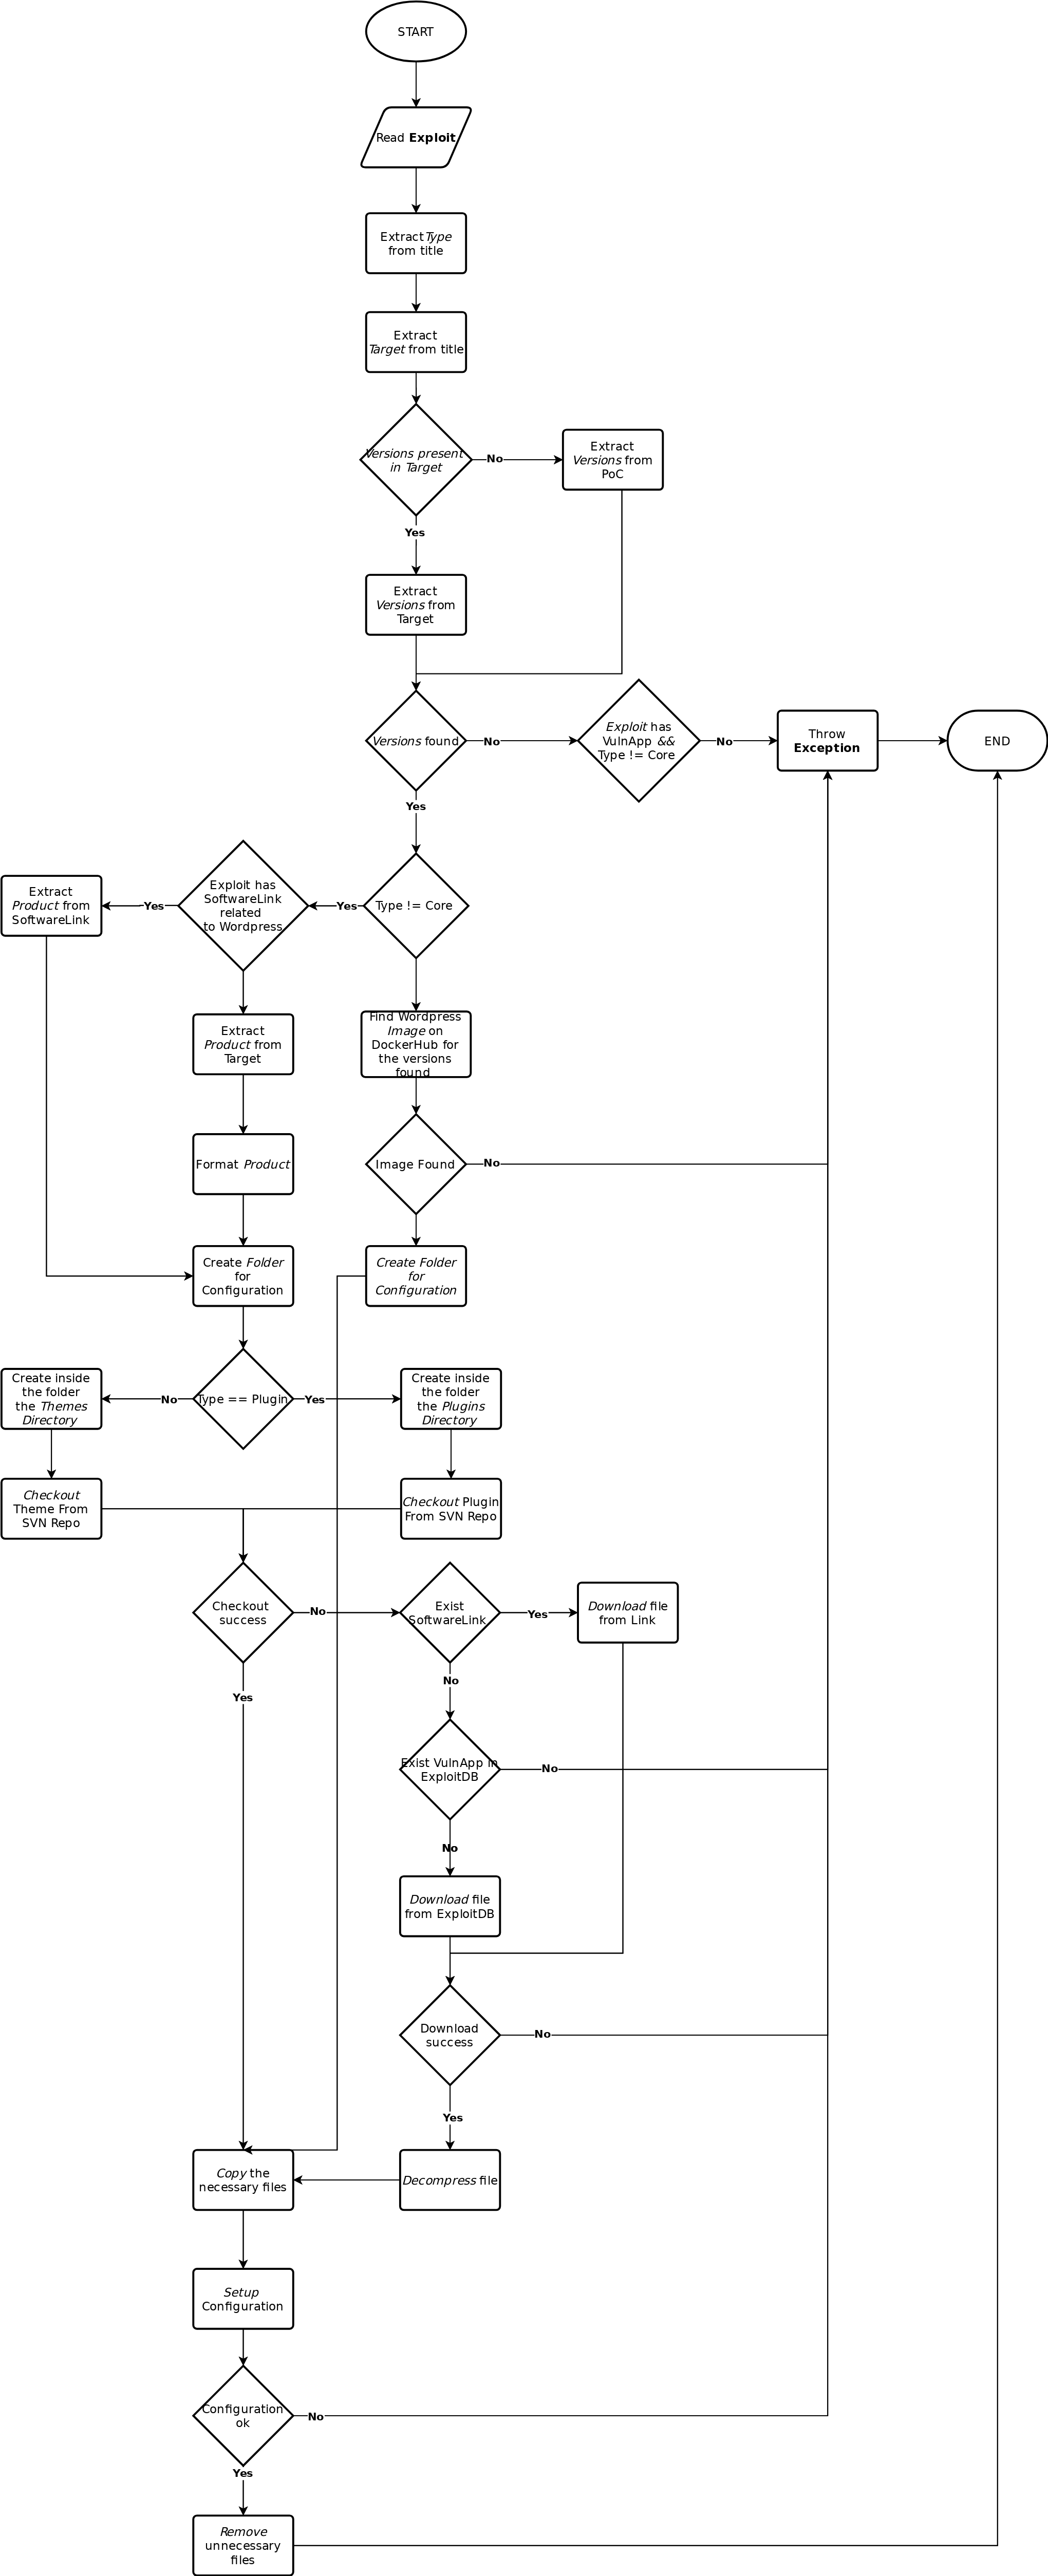 START
Read Exploit
ExtractType
from title
Extract
Target from title
Versions present
in Target
No
Extract
Versions from
PoC
Yes
Extract
Versions from
Target
Versions found
No
Exploit has
VulnApp &&
Type != Core
No
Throw
Exception
END
Yes
Extract
Product from
SoftwareLink
Yes
Exploit has
SoftwareLink
related
to Wordpress
Yes
Type != Core
Extract
Product from
Target
Find Wordpress
Image on
DockerHub for
the versions
found
Format Product
Image Found
No
Create Folder
for
Configuration
Create Folder
for
Configuration
Create inside
the folder
the Themes
Directory
No
Type == Plugin
Yes
Create inside
the folder
the Plugins
Directory
Checkout
Theme From
SVN Repo
Checkout Plugin
From SVN Repo
Checkout
success
No
Exist
SoftwareLink
Yes
Download file
from Link
Yes
No
Exist VulnApp in
ExploitDB
No
No
Download file
from ExploitDB
Download
success
No
Yes
Copy the
necessary files
Decompress file
Setup
Configuration
Configuration
ok
No
Yes
Remove
unnecessary
files